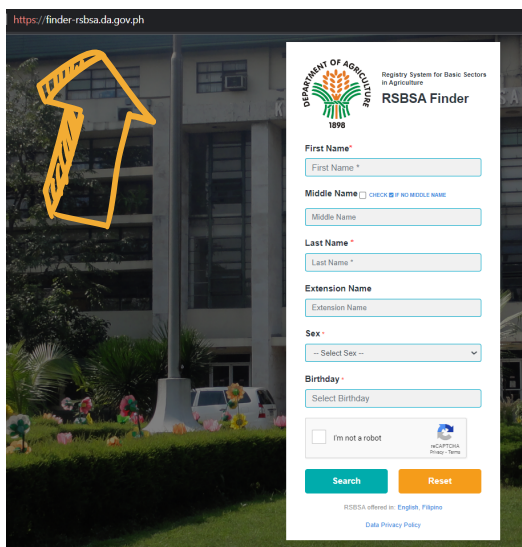 https://finder-rsbsa.da.gov.ph
DEPARTMENT OF AGRICULTURE
1898
Registry System for Basic Sectors
in Agriculture
RSBSA Finder
First Name*
First Name *
Middle Name CHECK IF NO MIDDLE NAME
Middle Name
Last Name *
Last Name *
Extension Name
Extension Name
Sex *
-- Select Sex --
Birthday *
Select Birthday
I'm not a robot
reCAPTCHA
Privacy - Terms
Search Reset
RSBSA offered in: English, Filipino
Data Privacy Policy